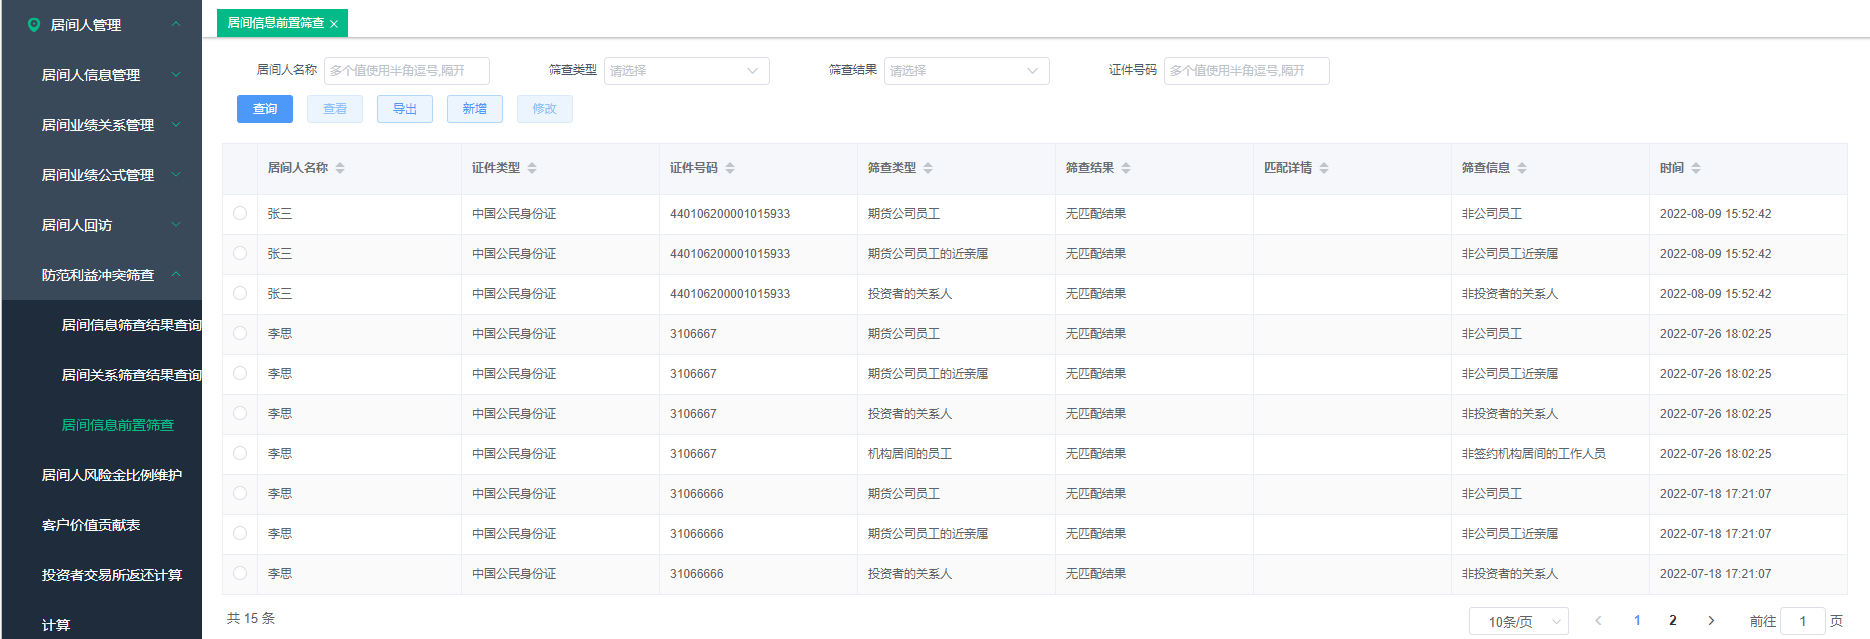 居间人管理
居间人信息管理
居间业绩关系管理
居间业绩公式管理
居间人回访
防范利益冲突筛查
居间信息筛查结果查询
居间关系筛查结果查询
居间信息前置筛查
居间人风险金比例维护
客户价值贡献表
投资者交易所返还计算
计算
居间信息前置筛查 ×
居间人名称 多个值使用半角逗号,隔开 筛查类型 请选择 筛查结果 请选择 证件号码 多个值使用半角逗号,隔开
查询 查看 导出 新增 修改
居间人名称 证件类型 证件号码 筛查类型 筛查结果 匹配详情 筛查信息 时间
张三 中国公民身份证 440106200001015933 期货公司员工 无匹配结果 非公司员工 2022-08-09 15:52:42
张三 中国公民身份证 440106200001015933 期货公司员工的近亲属 无匹配结果 非公司员工近亲属 2022-08-09 15:52:42
张三 中国公民身份证 440106200001015933 投资者的关系人 无匹配结果 非投资者的关系人 2022-08-09 15:52:42
李思 中国公民身份证 3106667 期货公司员工 无匹配结果 非公司员工 2022-07-26 18:02:25
李思 中国公民身份证 3106667 期货公司员工的近亲属 无匹配结果 非公司员工近亲属 2022-07-26 18:02:25
李思 中国公民身份证 3106667 投资者的关系人 无匹配结果 非投资者的关系人 2022-07-26 18:02:25
李思 中国公民身份证 3106667 机构居间的员工 无匹配结果 非签约机构居间的工作人员 2022-07-26 18:02:25
李思 中国公民身份证 31066666 期货公司员工 无匹配结果 非公司员工 2022-07-18 17:21:07
李思 中国公民身份证 31066666 期货公司员工的近亲属 无匹配结果 非公司员工近亲属 2022-07-18 17:21:07
李思 中国公民身份证 31066666 投资者的关系人 无匹配结果 非投资者的关系人 2022-07-18 17:21:07
共 15 条 10条/页 1 2 前往 1 页